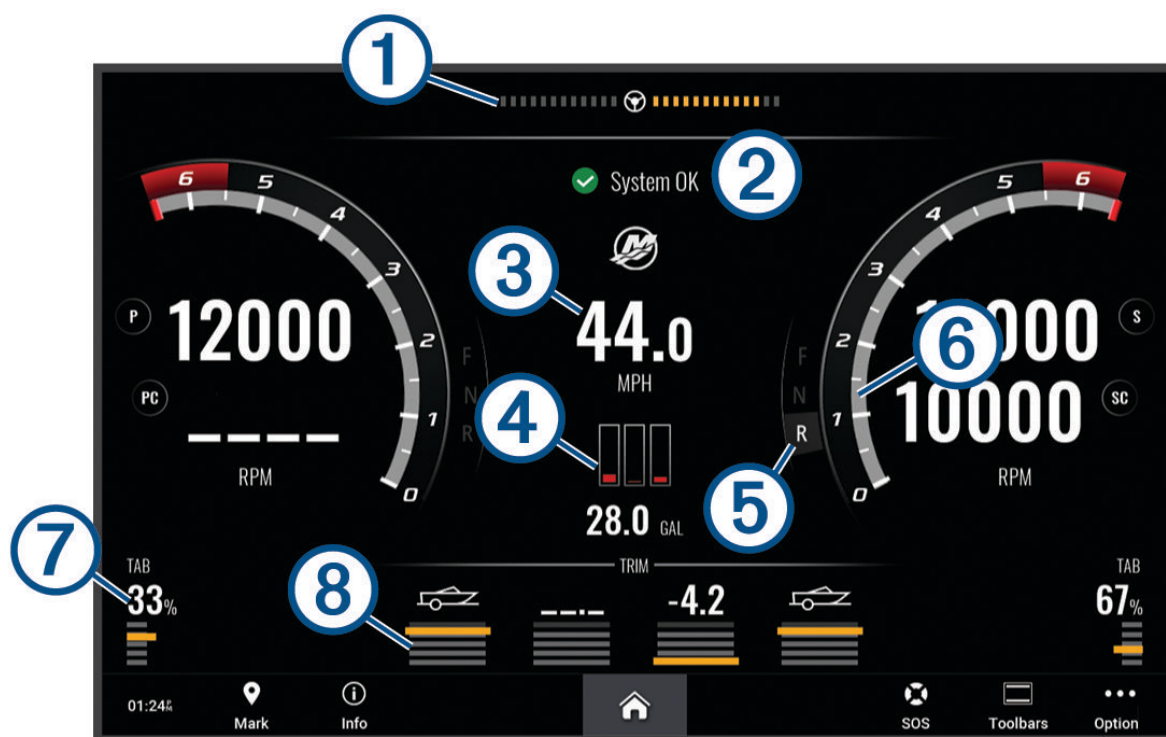 1
2
System OK
6
5
4
3
2
1
0
5
6
4
3
2
1
0
3
44.0
MPH
P
12000
PC
----
RPM
F
N
R
F
N
R
S
000
6
10000
SC
RPM
4
28.0 GAL
5
7
TAB
33%
8
TRIM
--.-
-4.2
TAB
67%
01:24 PM
Mark
Info
SOS
Toolbars
Option